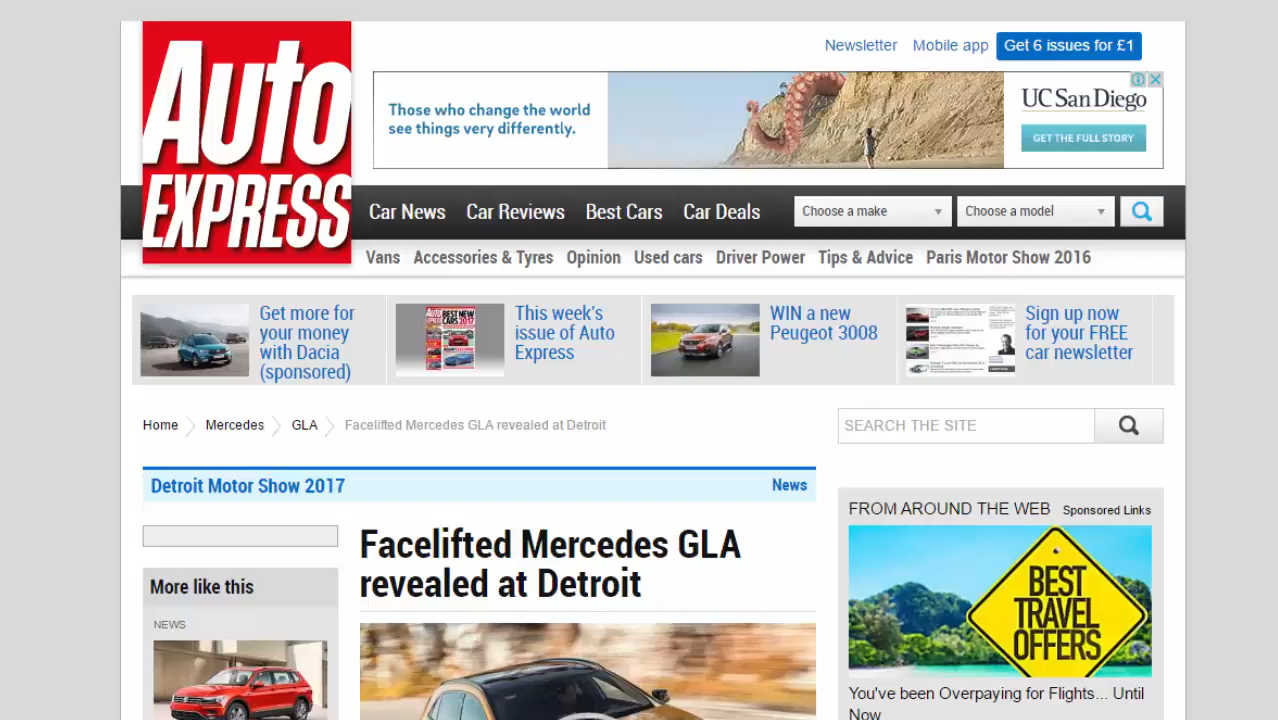 Auto
EXPRESS
Newsletter
Mobile app
Get 6 issues for £1
Those who change the world
see things very differently.
UC San Diego
GET THE FULL STORY
Car News
Car Reviews
Best Cars
Car Deals
Choose a make
Choose a model
Vans
Accessories & Tyres
Opinion
Used cars
Driver Power
Tips & Advice
Paris Motor Show 2016
Get more for
your money
with Dacia
(sponsored)
BEST NEW
CARS 2017
This week's
issue of Auto
Express
WIN a new
Peugeot 3008
Sign up now
for your FREE
car newsletter
Home
Mercedes
GLA
Facelifted Mercedes GLA revealed at Detroit
SEARCH THE SITE
Detroit Motor Show 2017
News
Facelifted Mercedes GLA
revealed at Detroit
More like this
NEWS
FROM AROUND THE WEB
Sponsored Links
BEST
TRAVEL
OFFERS
You've been Overpaying for Flights... Until
Now